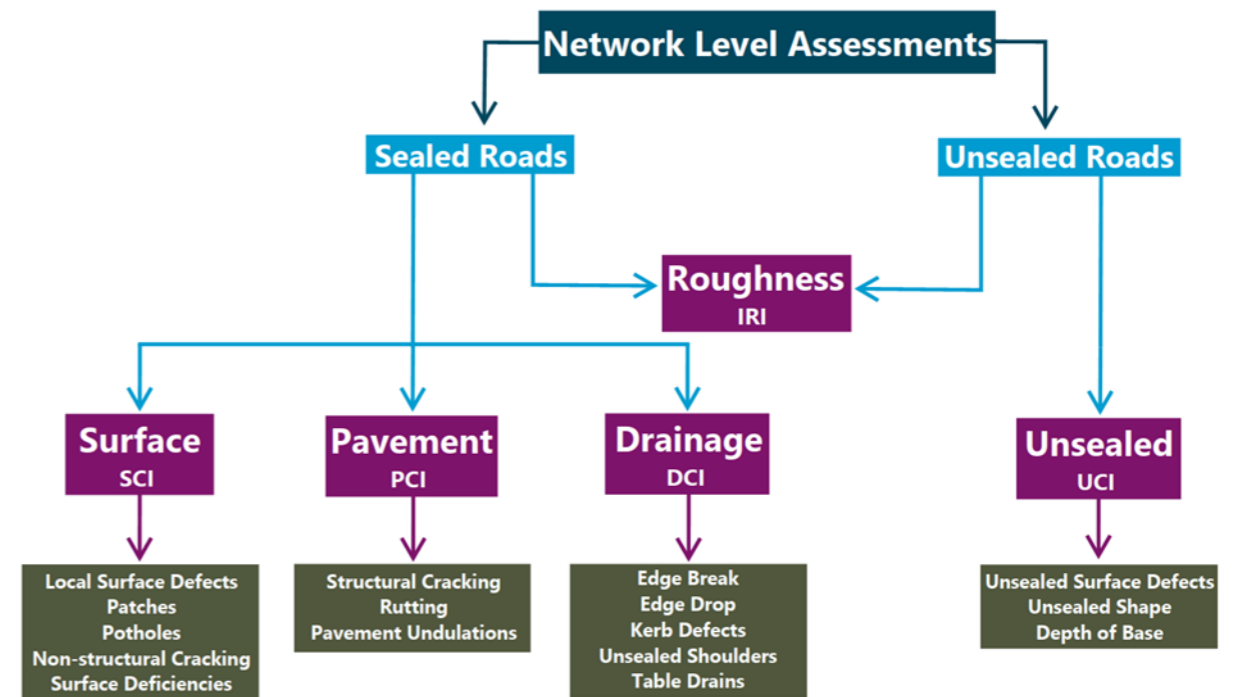 Network Level Assessments
Sealed Roads
Unsealed Roads
Roughness
IRI
Surface
SCI
Pavement
PCI
Drainage
DCI
Unsealed
UCI
Local Surface Defects
Patches
Potholes
Non-structural Cracking
Surface Deficiencies
Structural Cracking
Rutting
Pavement Undulations
Edge Break
Edge Drop
Kerb Defects
Unsealed Shoulders
Table Drains
Unsealed Surface Defects
Unsealed Shape
Depth of Base